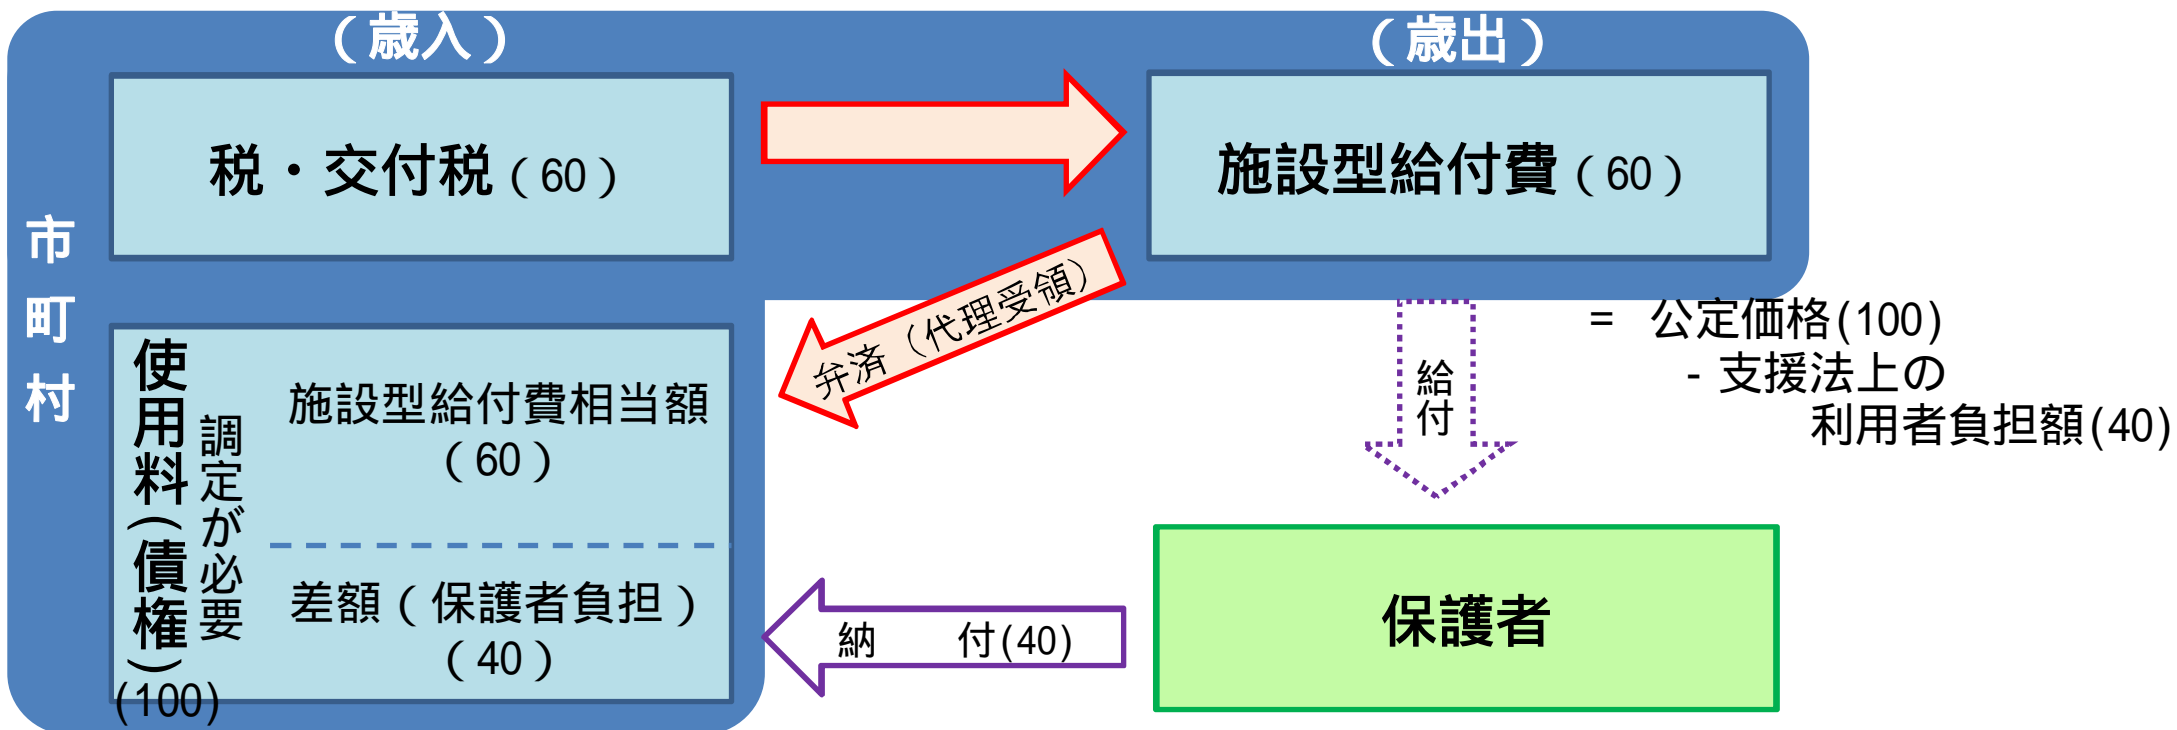 （歳入）
（歳出）
市町村
税・交付税（60）
施設型給付費（60）
弁済（代理受領）
給付
= 公定価格(100)
- 支援法上の
利用者負担額(40)
使用料(債権)
(100)
調定が必要
施設型給付費相当額
（60）
差額（保護者負担）
（40）
納　付(40)
保護者